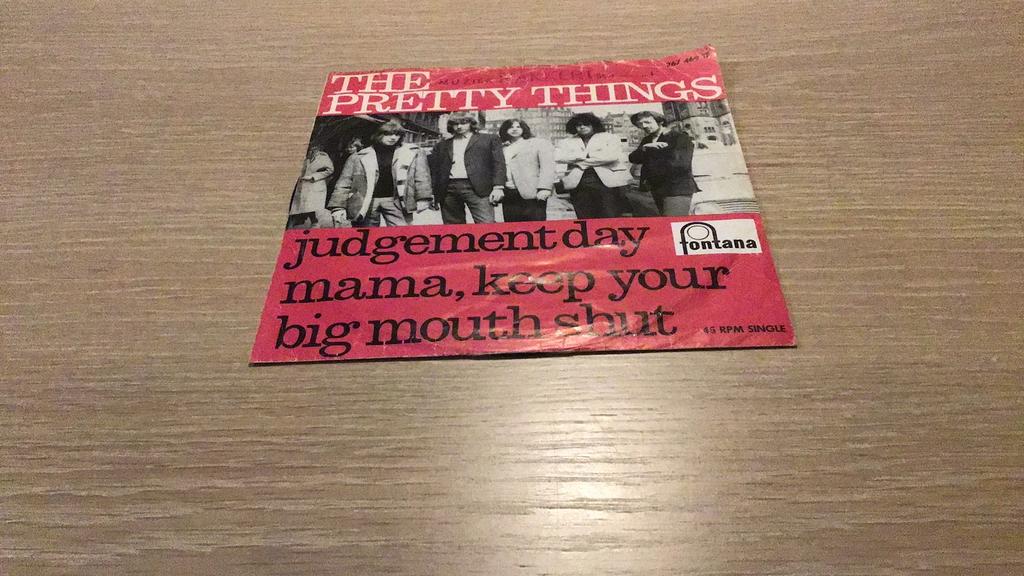 THE
PRETTY THINGS
judgement day
fontana
mama, keep your
big mouth shut
45 RPM SINGLE